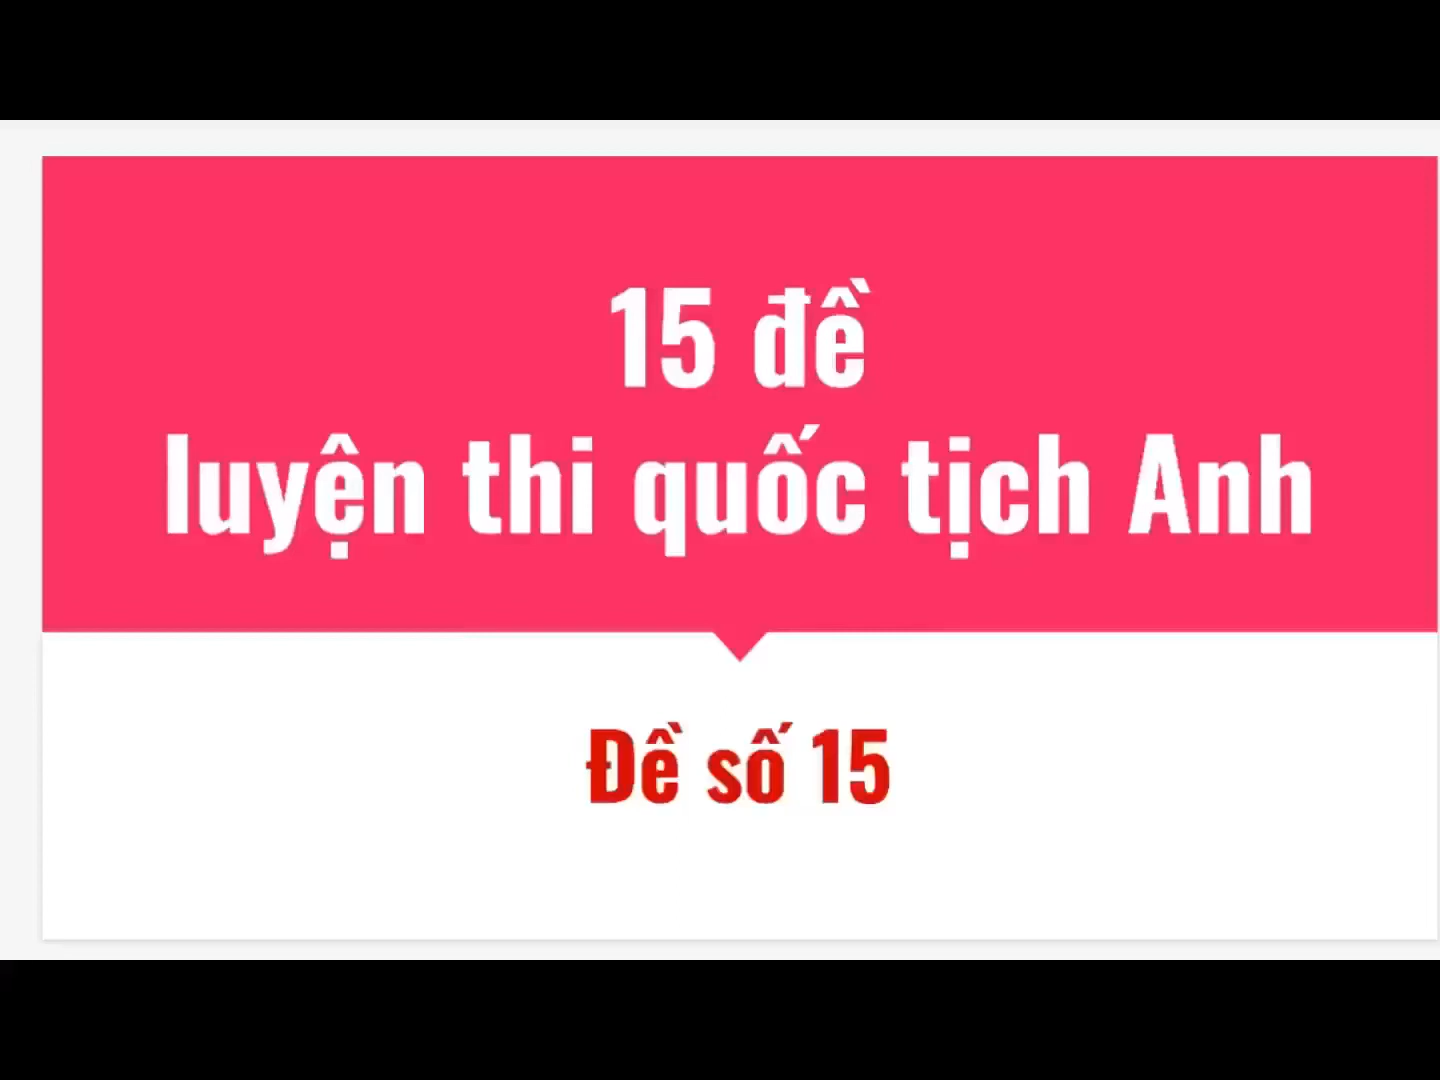 15 đề
luyện thi quốc tịch Anh
Đề số 15